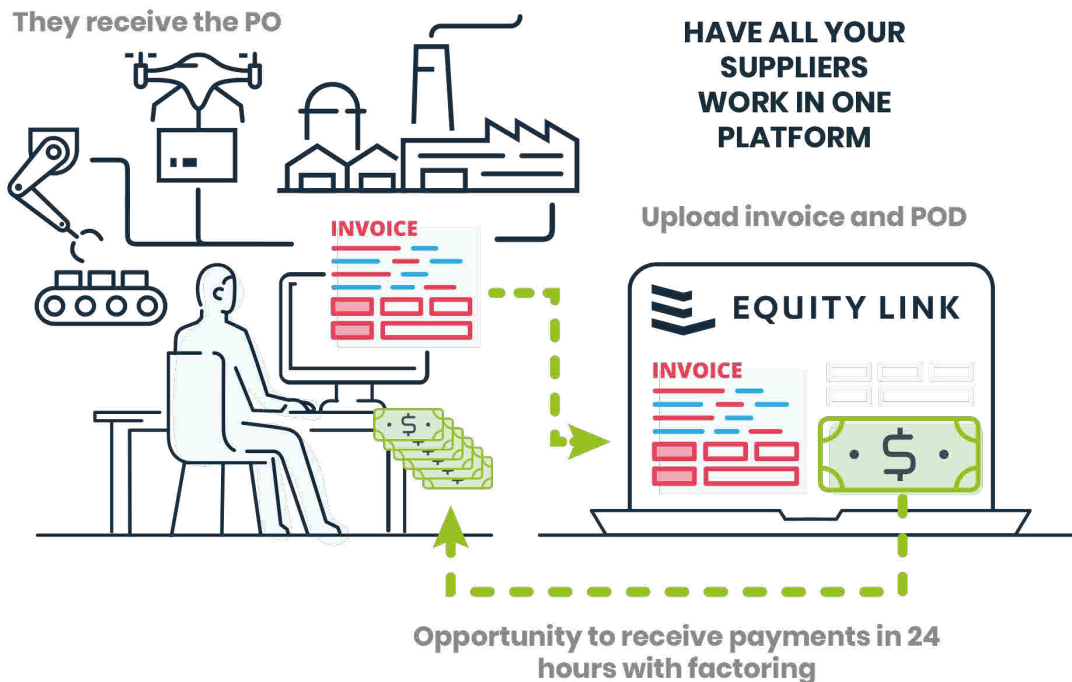 They receive the PO
HAVE ALL YOUR
SUPPLIERS
WORK IN ONE
PLATFORM
INVOICE
Upload invoice and POD
EQUITY LINK
INVOICE
$
$
Opportunity to receive payments in 24
hours with factoring